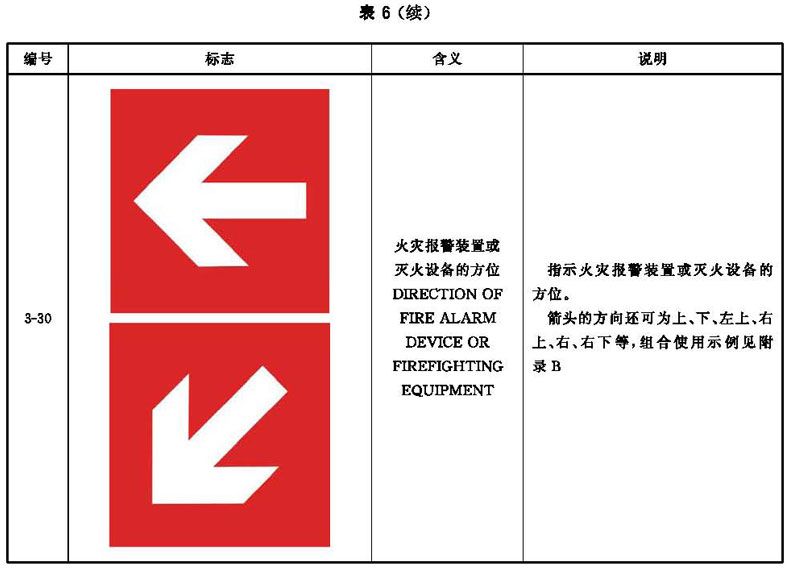 表 6（续）
编号
标志
含义
说明
3-30
火灾报警装置或
灭火设备的方位
DIRECTION OF
FIRE ALARM
DEVICE OR
FIREFIGHTING
EQUIPMENT
指示火灾报警装置或灭火设备的
方位。
箭头的方向还可为上、下、左上、右
上、右、右下等，组合使用示例见附
录 B